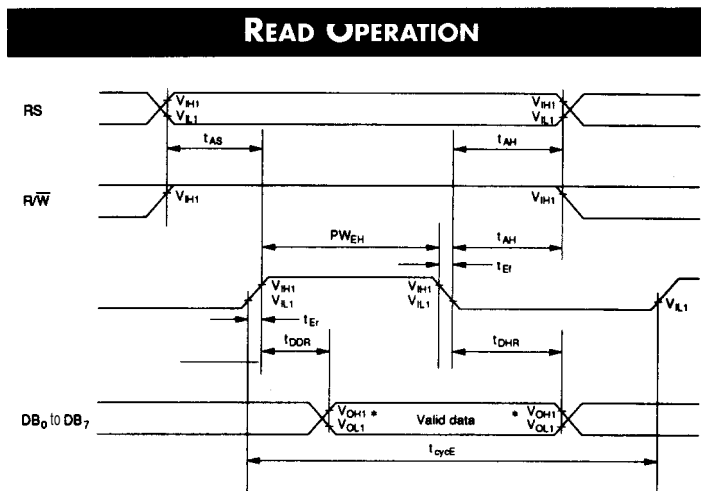 READ OPERATION
RS
VIH1
VIL1
VIH1
VIL1
tAS
tAH
R/W̅
VIH1
VIH1
PWEH
tAH
tEf
VIH1
VIL1
VIH1
VIL1
VIL1
tEr
tDDR
tDHR
DB0 to DB7
VOH1 *
VOL1
Valid data
* VOH1
VOL1
tcycE